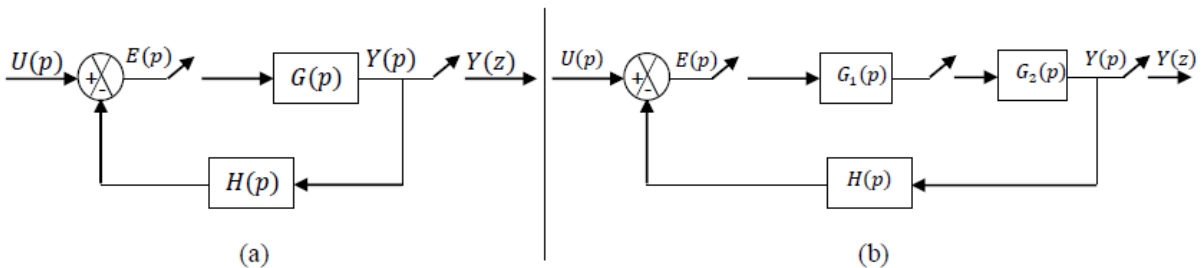 U(p)
+
-
E(p)
G(p)
Y(p)
Y(z)
H(p)
(a)
U(p)
+
-
E(p)
G₁(p)
G₂(p)
Y(p)
Y(z)
H(p)
(b)